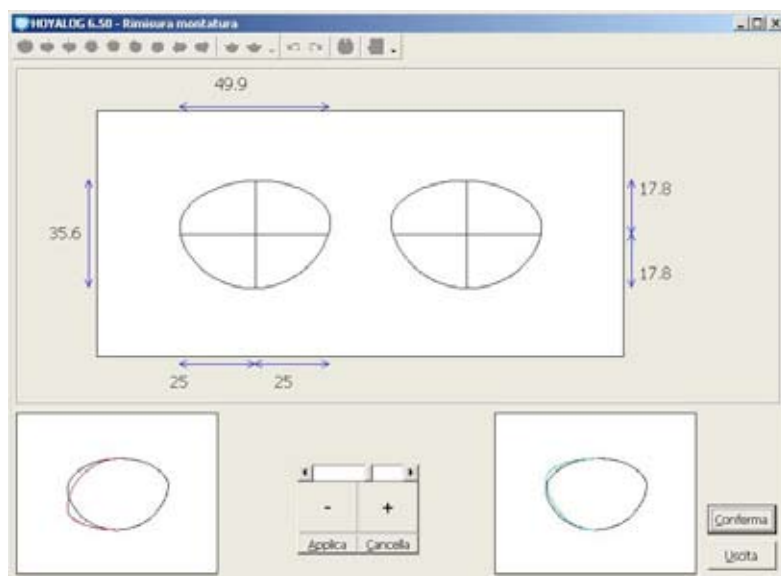 HOYALOG 6.50 - Rimisura montatura
49.9
35.6
17.8
17.8
25 25
- +
Applica Cancella
Conferma
Uscita